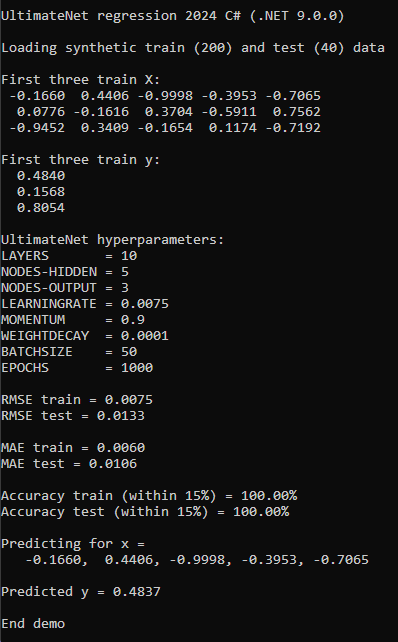 UltimateNet regression 2024 C# (.NET 9.0.0)
Loading synthetic train (200) and test (40) data
First three train X:
-0.1660  0.4406 -0.9998 -0.3953 -0.7065
0.0776 -0.1616  0.3704 -0.5911  0.7562
-0.9452  0.3409 -0.1654  0.1174 -0.7192
First three train y:
0.4840
0.1568
0.8054
UltimateNet hyperparameters:
LAYERS       = 10
NODES-HIDDEN = 5
NODES-OUTPUT = 3
LEARNINGRATE = 0.0075
MOMENTUM     = 0.9
WEIGHTDECAY  = 0.0001
BATCHSIZE    = 50
EPOCHS       = 1000
RMSE train = 0.0075
RMSE test = 0.0133
MAE train = 0.0060
MAE test = 0.0106
Accuracy train (within 15%) = 100.00%
Accuracy test (within 15%) = 100.00%
Predicting for x =
-0.1660,  0.4406, -0.9998, -0.3953, -0.7065
Predicted y = 0.4837
End demo